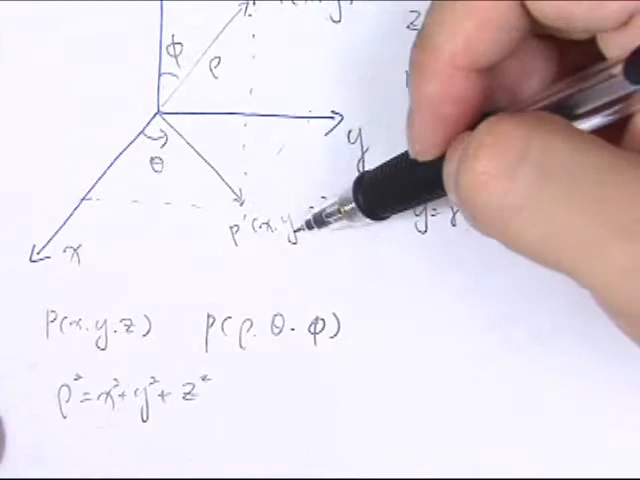 z
φ
ρ
y
θ
p'(x.y
y=
x
P(x.y.z) P(ρ.θ.φ)
ρ²=x²+y²+z²